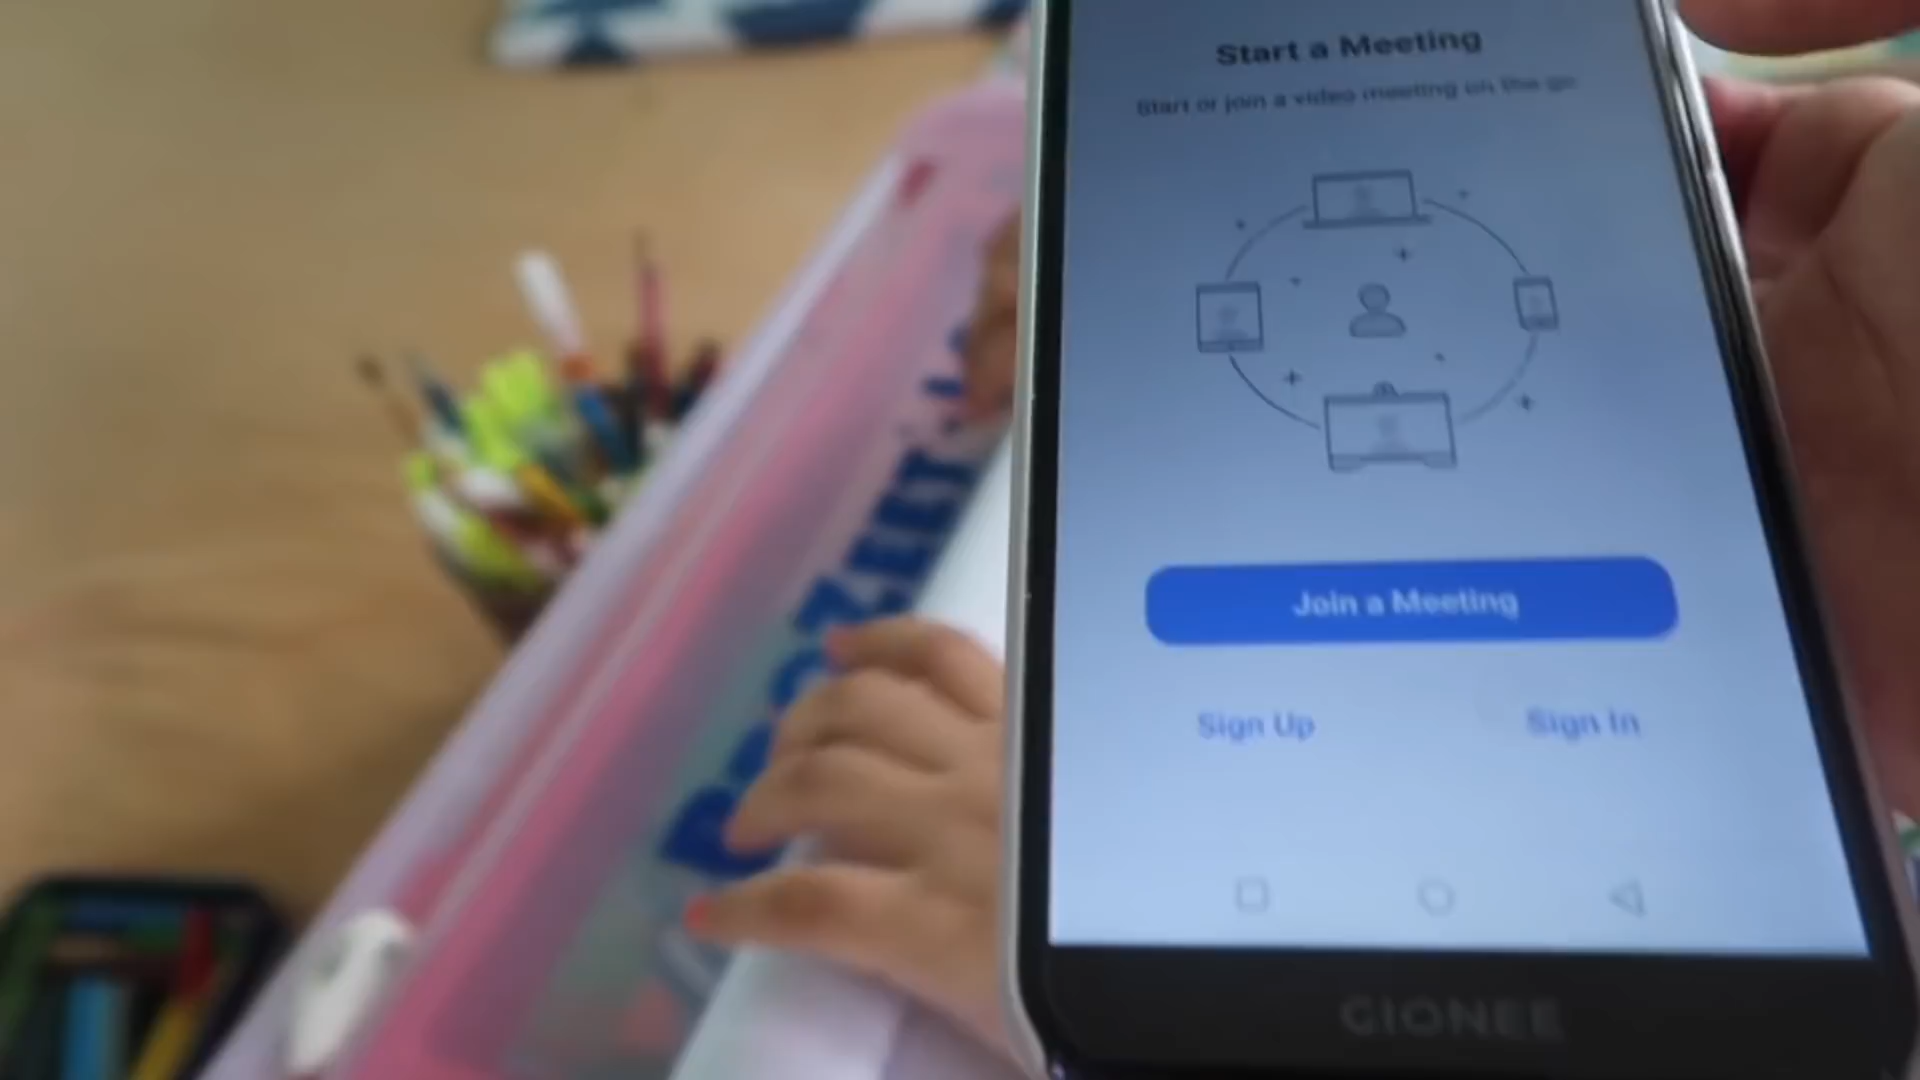 Start a Meeting
Start or join a video meeting on the go
Join a Meeting
Sign Up
Sign In
GIONEE